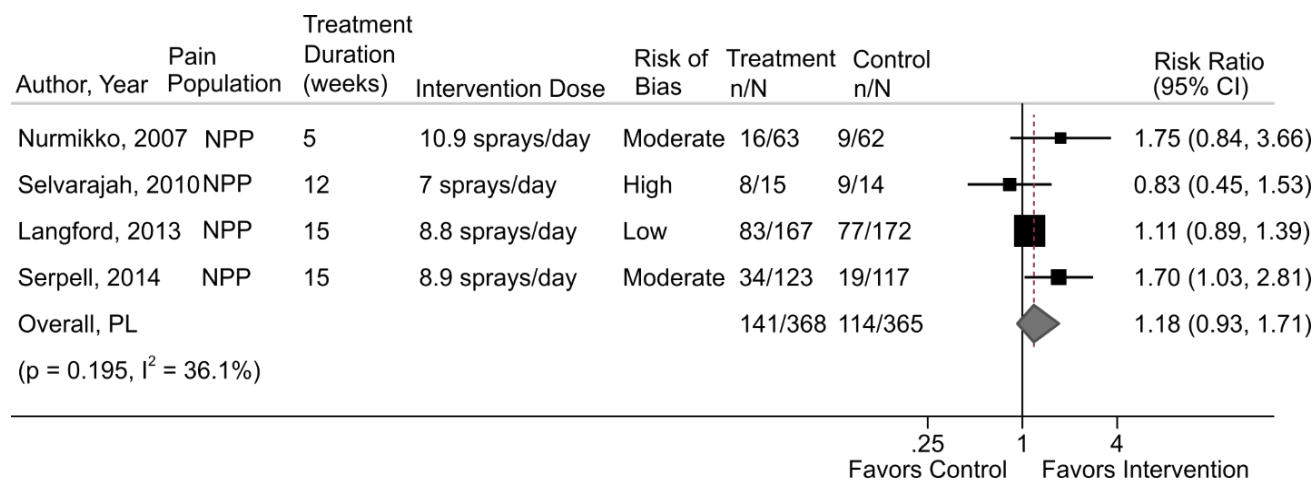 Author, Year Pain Population Treatment Duration (weeks) Intervention Dose Risk of Bias Treatment n/N Control n/N Risk Ratio (95% CI)
Nurmikko, 2007 NPP 5 10.9 sprays/day Moderate 16/63 9/62 1.75 (0.84, 3.66)
Selvarajah, 2010 NPP 12 7 sprays/day High 8/15 9/14 0.83 (0.45, 1.53)
Langford, 2013 NPP 15 8.8 sprays/day Low 83/167 77/172 1.11 (0.89, 1.39)
Serpell, 2014 NPP 15 8.9 sprays/day Moderate 34/123 19/117 1.70 (1.03, 2.81)
Overall, PL 141/368 114/365 1.18 (0.93, 1.71)
(p = 0.195, I² = 36.1%)
.25 1 4
Favors Control Favors Intervention